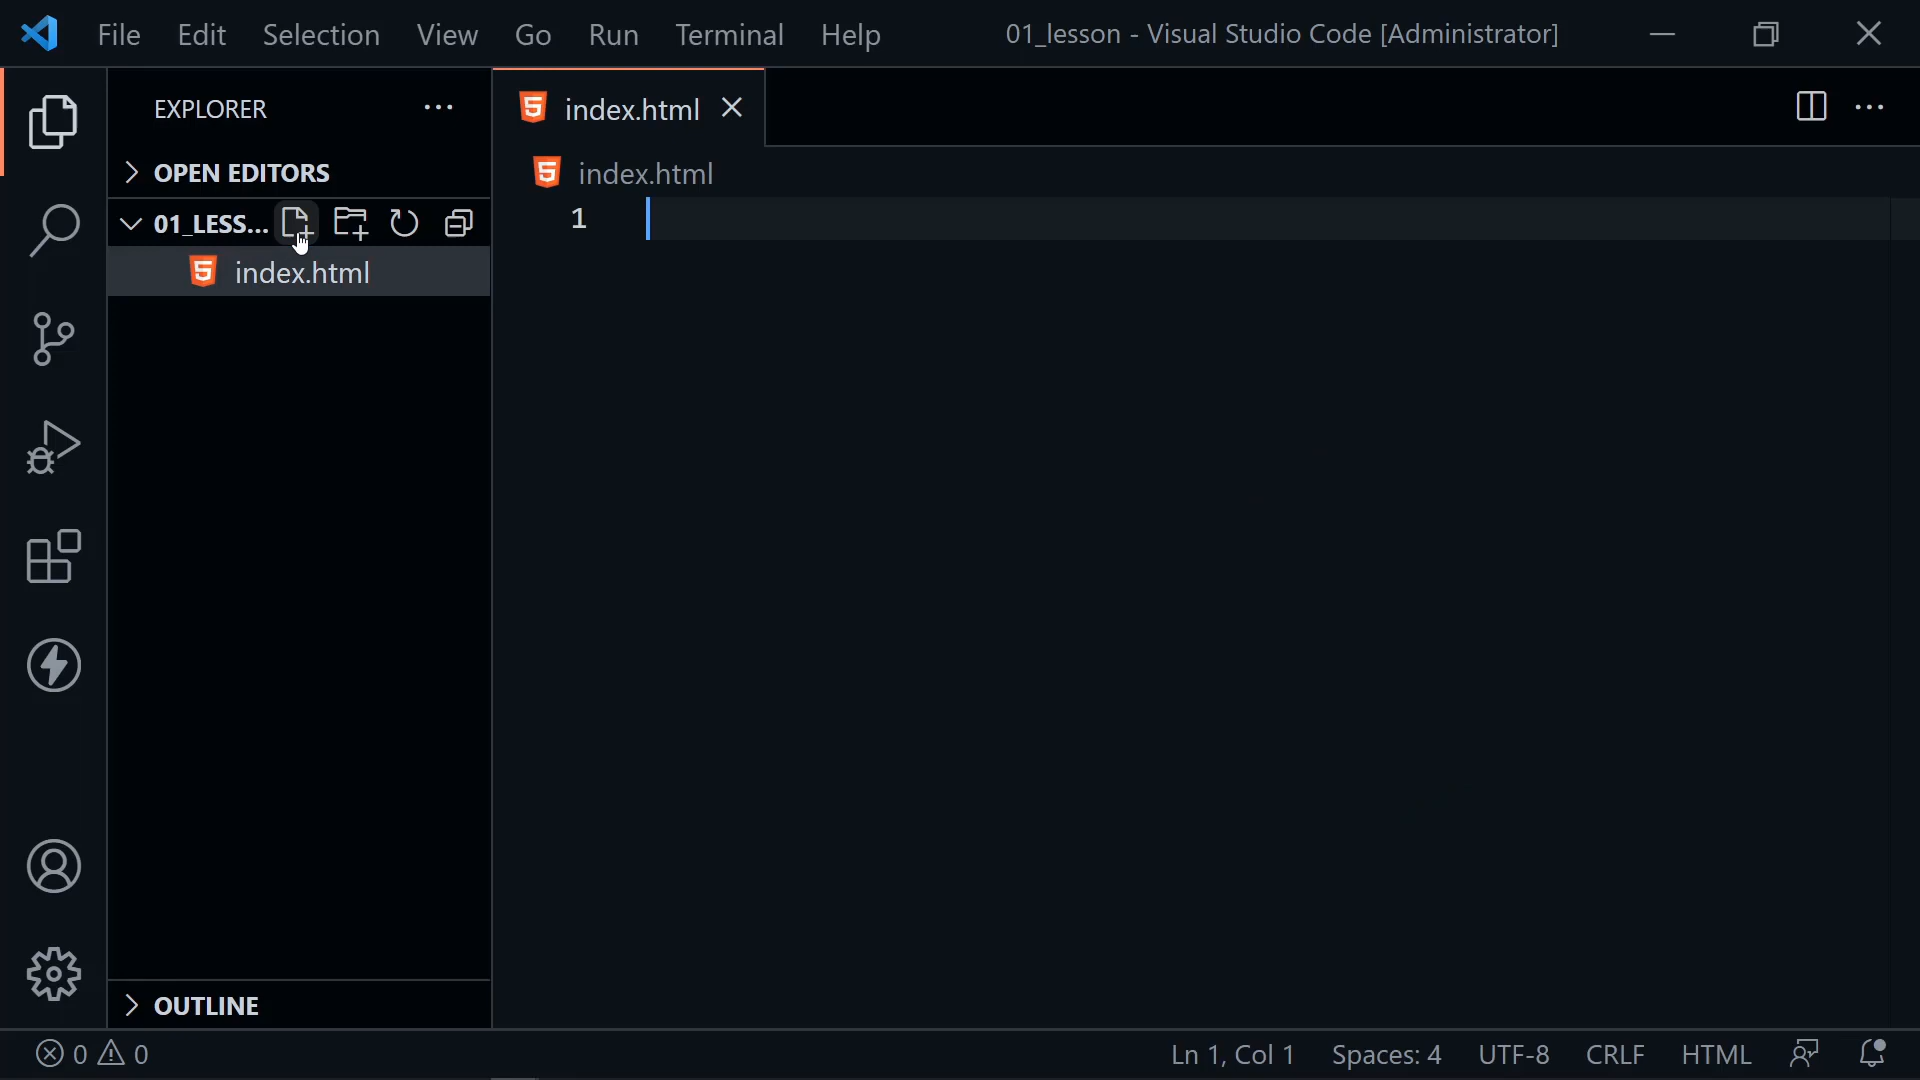 File Edit Selection View Go Run Terminal Help 01_lesson - Visual Studio Code [Administrator]
EXPLORER
index.html
OPEN EDITORS
index.html
01_LESS...
1
index.html
OUTLINE
0 0 Ln 1, Col 1 Spaces: 4 UTF-8 CRLF HTML